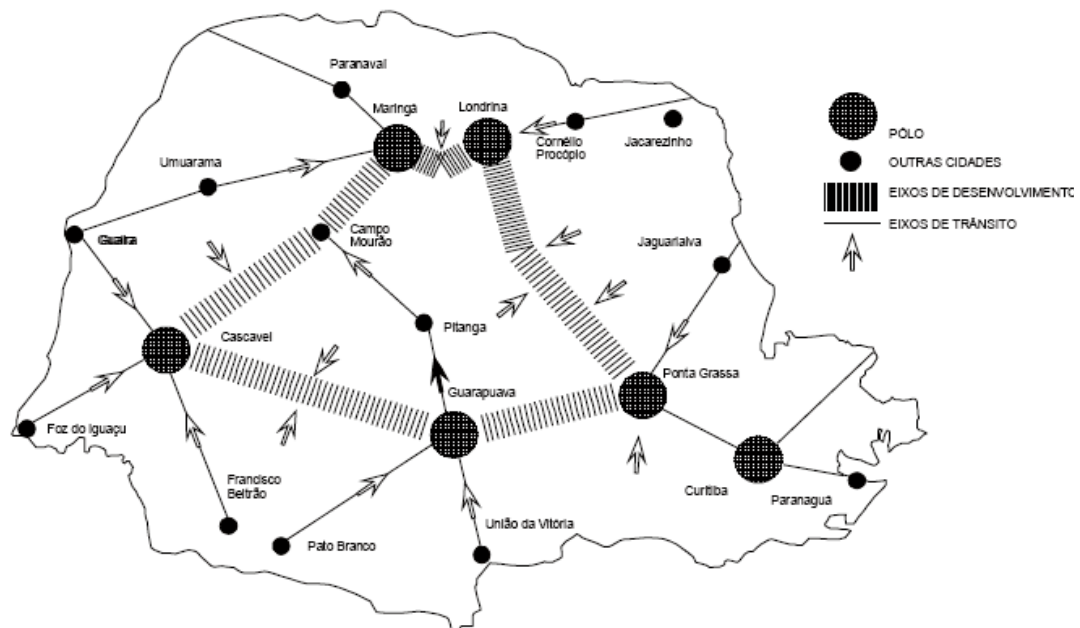 Paranavaí
Maringá
Londrina
Cornélio
Procópio
Jacarezinho
Umuarama
Guaíra
Campo
Mourão
Jaguariaíva
Cascavel
Pitanga
Guarapuava
Ponta Grassa
Foz do Iguaçu
Francisco
Beltrão
Pato Branco
União da Vitória
Curitiba
Paranaguá
PÓLO
OUTRAS CIDADES
EIXOS DE DESENVOLVIMENTO
EIXOS DE TRÂNSITO